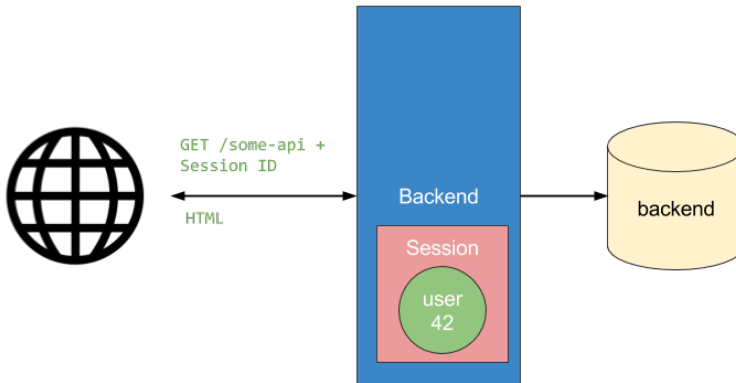 GET /some-api +
Session ID
HTML
Backend
Session
user
42
backend